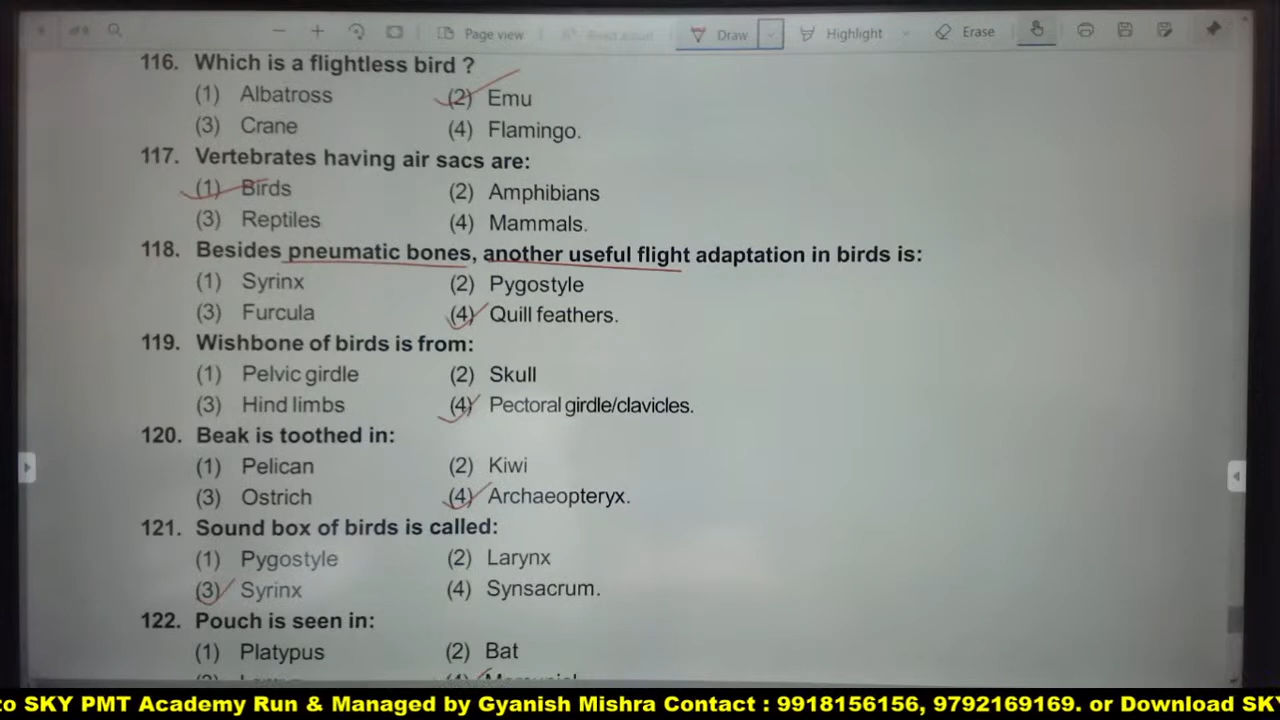 Page view
Draw
Highlight
Erase
116. Which is a flightless bird ?
(1) Albatross (2) Emu
(3) Crane (4) Flamingo.
117. Vertebrates having air sacs are:
(1) Birds (2) Amphibians
(3) Reptiles (4) Mammals.
118. Besides pneumatic bones, another useful flight adaptation in birds is:
(1) Syrinx (2) Pygostyle
(3) Furcula (4) Quill feathers.
119. Wishbone of birds is from:
(1) Pelvic girdle (2) Skull
(3) Hind limbs (4) Pectoral girdle/clavicles.
120. Beak is toothed in:
(1) Pelican (2) Kiwi
(3) Ostrich (4) Archaeopteryx.
121. Sound box of birds is called:
(1) Pygostyle (2) Larynx
(3) Syrinx (4) Synsacrum.
122. Pouch is seen in:
(1) Platypus (2) Bat
to SKY PMT Academy Run & Managed by Gyanish Mishra Contact : 9918156156, 9792169169. or Download SK